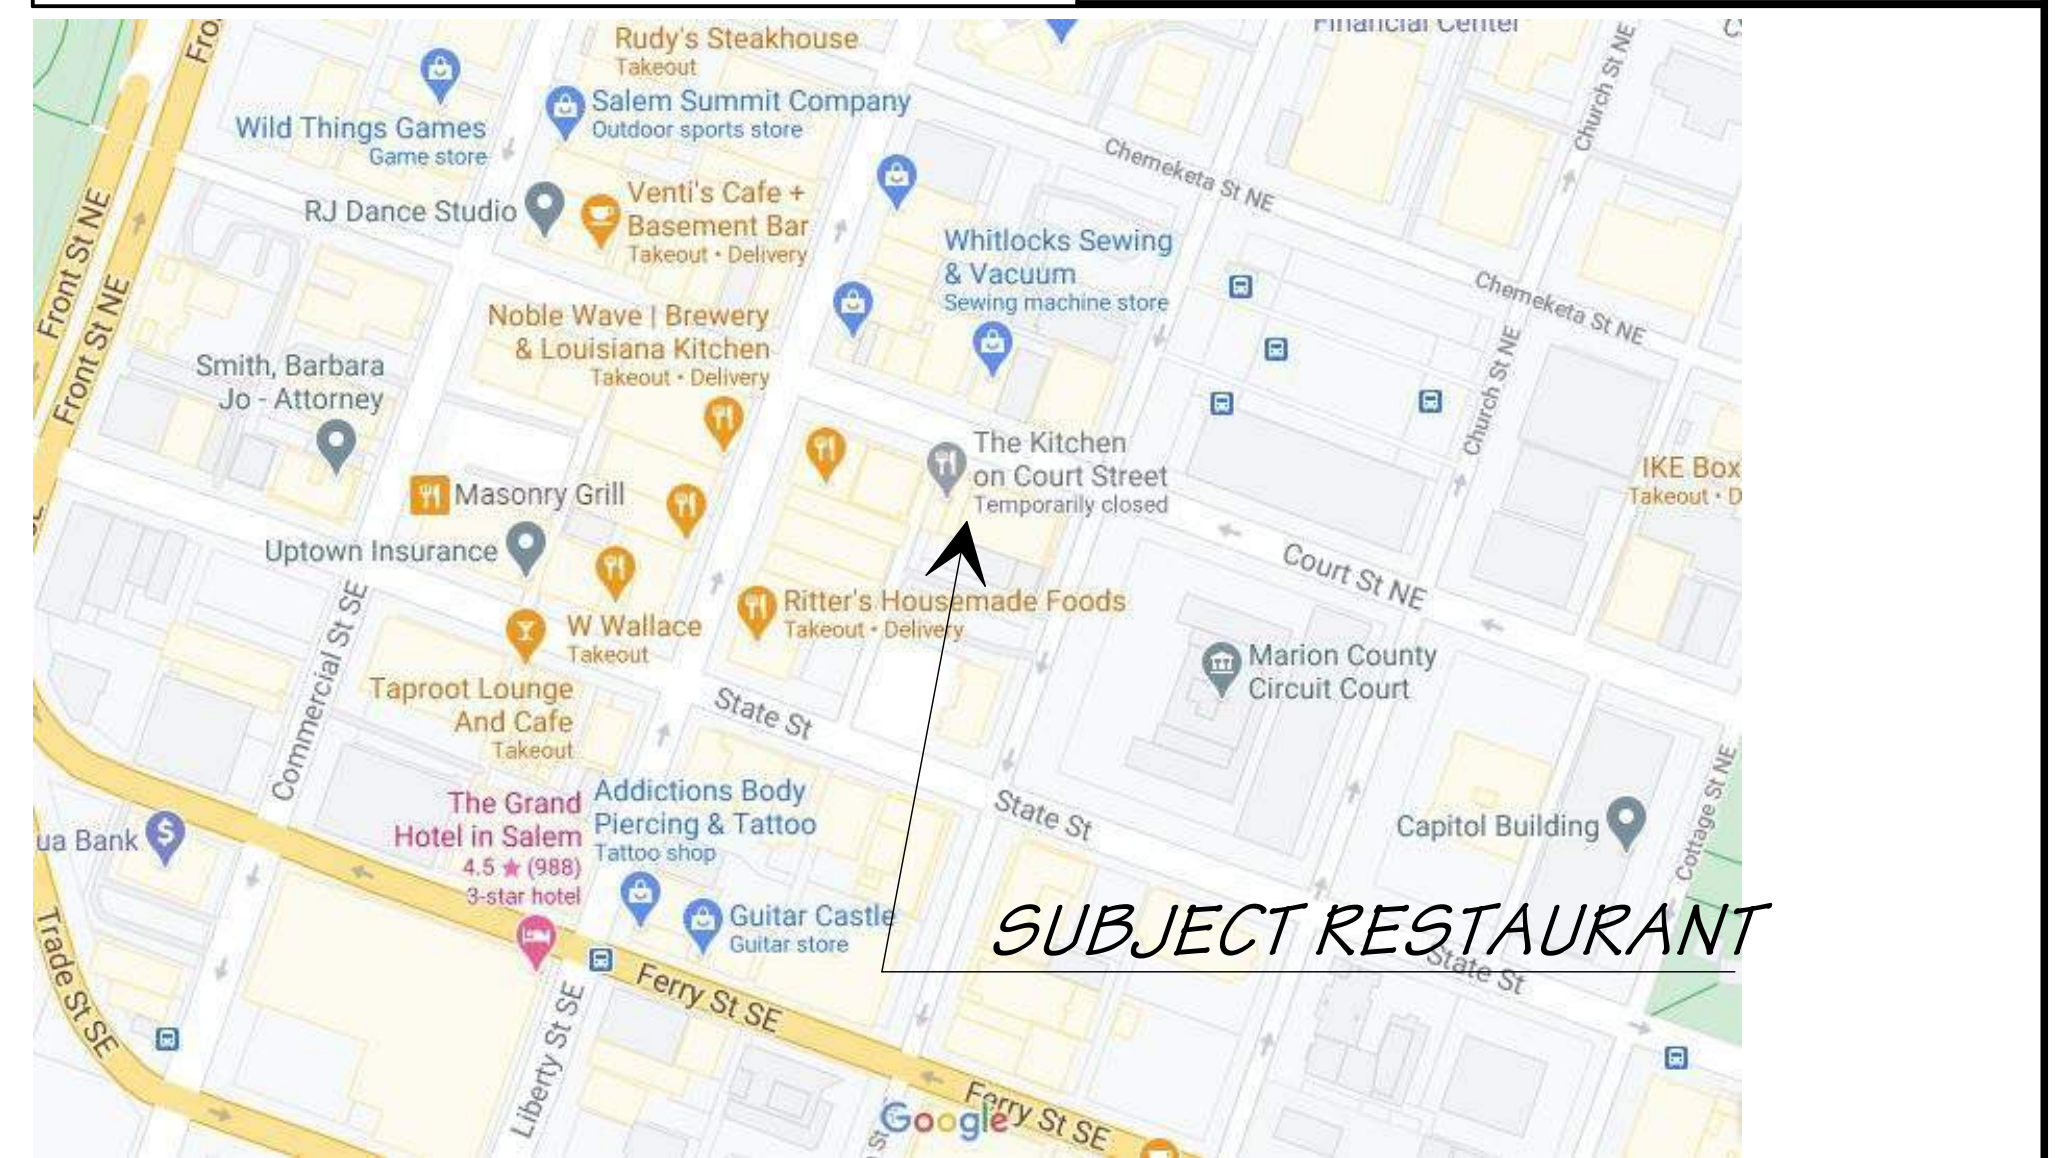 Fro
Rudy's Steakhouse
Takeout
Financial Center
Church St NE
Salem Summit Company
Outdoor sports store
Wild Things Games
Game store
Chemeketa St NE
RJ Dance Studio
Venti's Cafe +
Basement Bar
Takeout • Delivery
Front St NE
Front St NE
Whitlocks Sewing
& Vacuum
Sewing machine store
Chemeketa St NE
Noble Wave | Brewery
& Louisiana Kitchen
Takeout • Delivery
Smith, Barbara
Jo - Attorney
Church St NE
The Kitchen
on Court Street
Temporarily closed
IKE Box
Takeout • D
Masonry Grill
Uptown Insurance
Court St NE
Ritter's Housemade Foods
Takeout • Delivery
W Wallace
Takeout
Commercial St SE
Marion County
Circuit Court
Taproot Lounge
And Cafe
Takeout
State St
State St
Cottage St NE
The Grand
Hotel in Salem
4.5 ★ (988)
3-star hotel
Addictions Body
Piercing & Tattoo
Tattoo shop
ua Bank
Capitol Building
Guitar Castle
Guitar store
SUBJECT RESTAURANT
State St
Trade St SE
Ferry St SE
Liberty St SE
Ferry St SE
Google
St